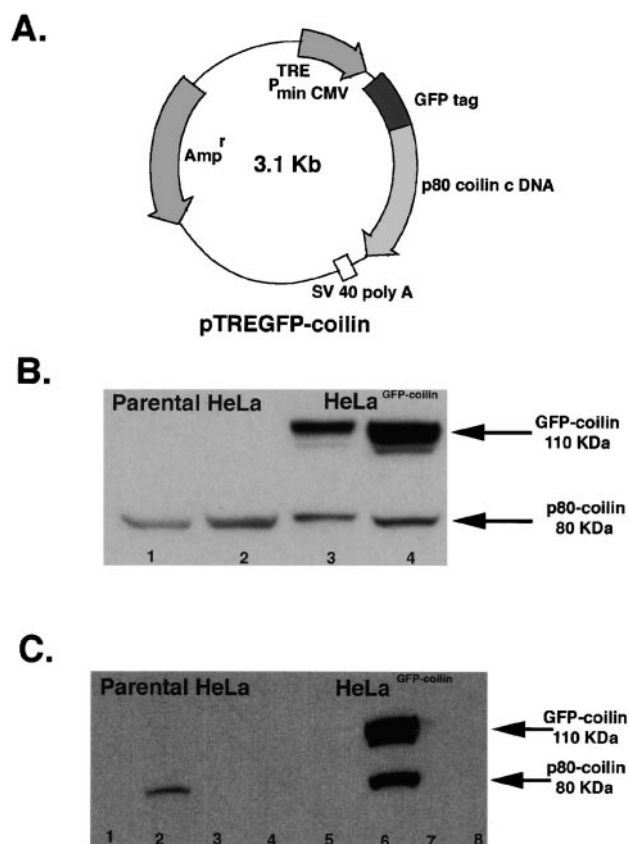 A.
TRE
P min CMV
GFP tag
Amp r
3.1 Kb
p80 coilin c DNA
SV 40 poly A
pTREGFP-coilin
B.
Parental HeLa
HeLa GFP-coilin
GFP-coilin
110 KDa
p80-coilin
80 KDa
1 2 3 4
C.
Parental HeLa
HeLa GFP-coilin
GFP-coilin
110 KDa
p80-coilin
80 KDa
1 2 3 4 5 6 7 8